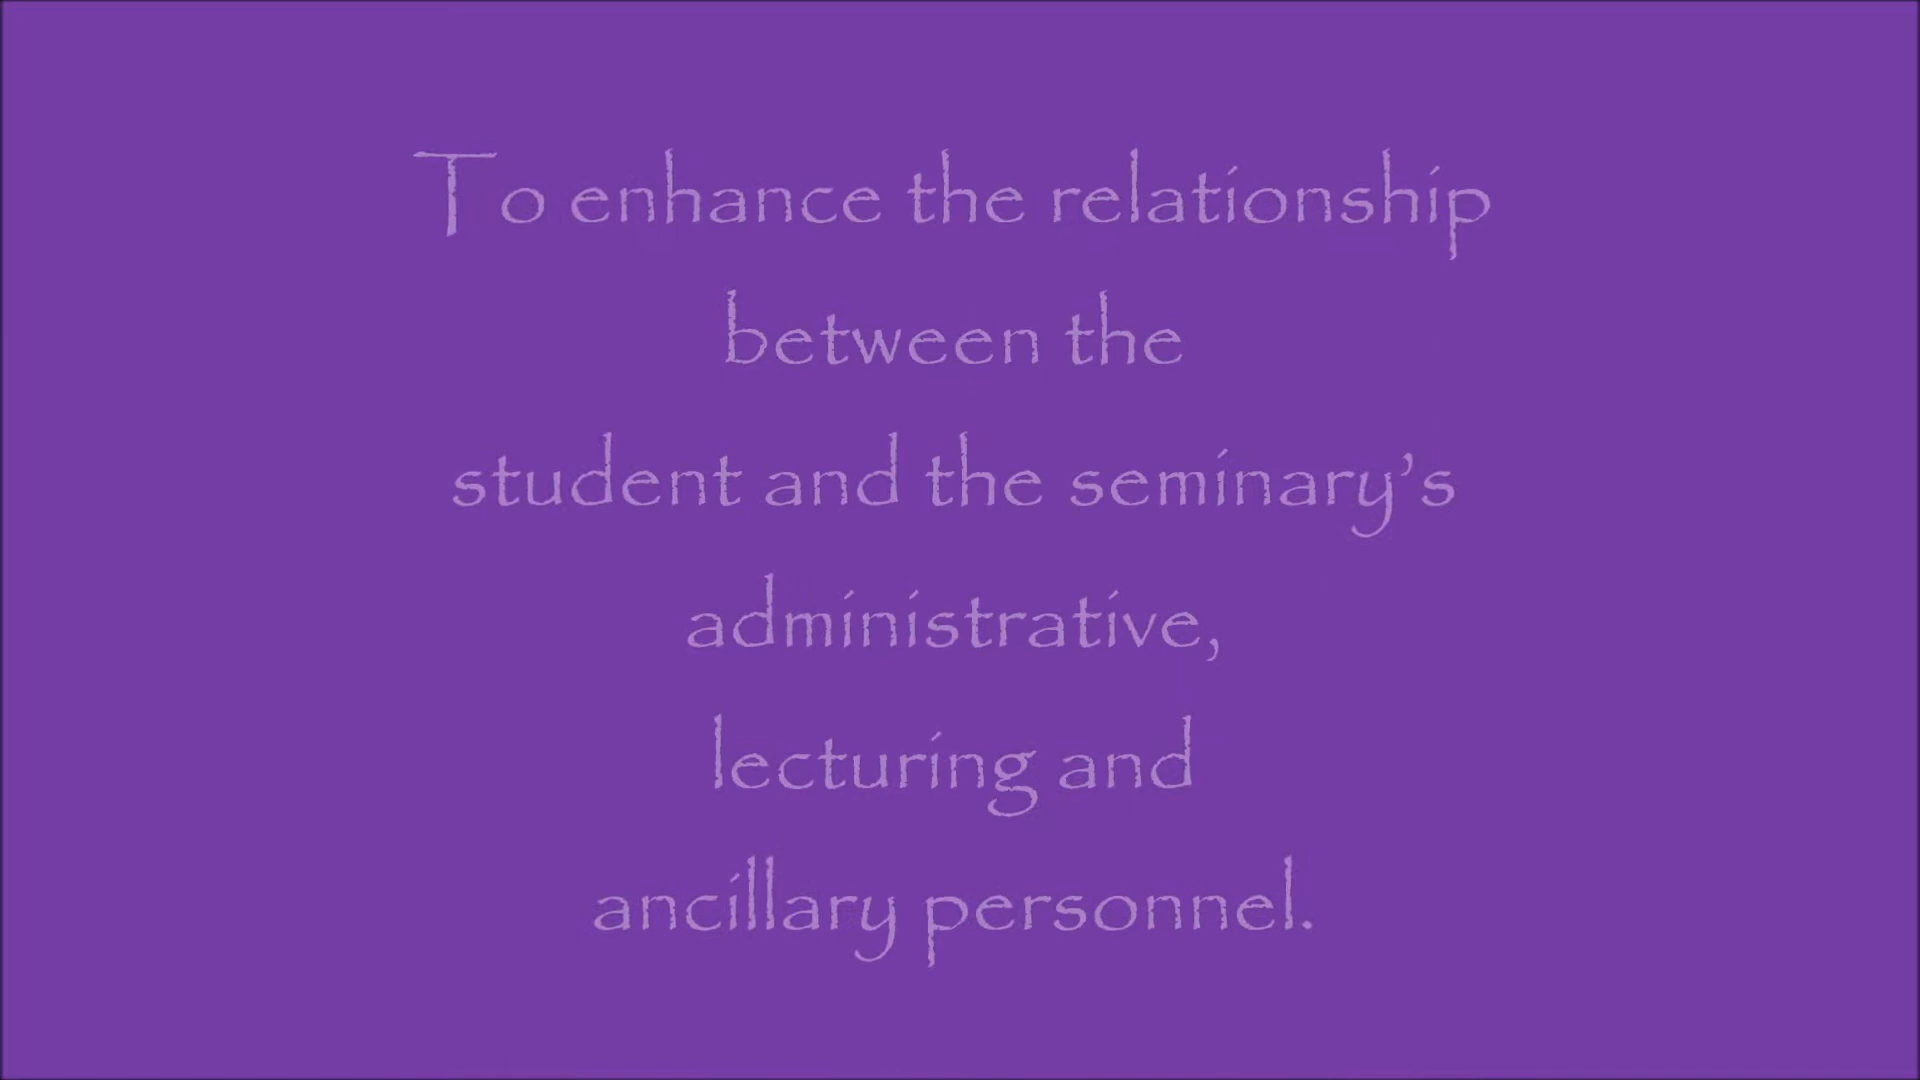 To enhance the relationship
between the
student and the seminary’s
administrative,
lecturing and
ancillary personnel.